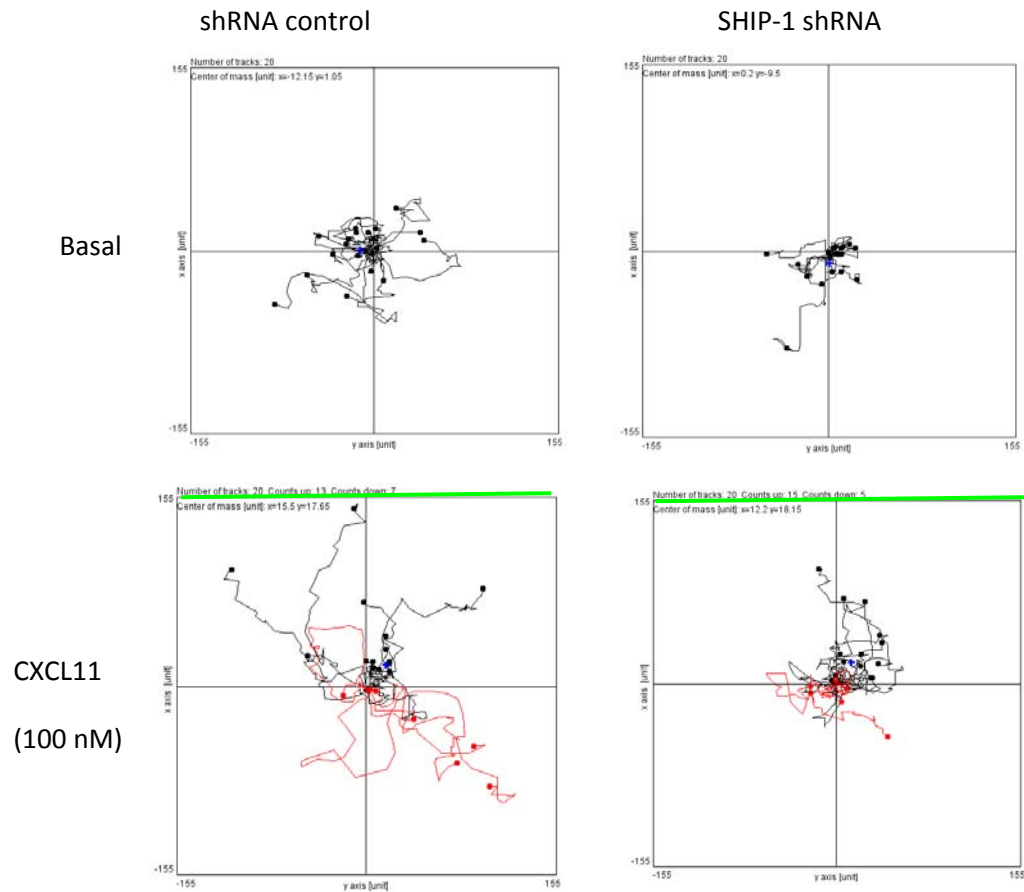 shRNA control
SHIP-1 shRNA
Basal
Number of tracks: 20
155
Center of mass [unit]: x=-12.15 y=1.05
x axis [unit]
-155
-155
y axis [unit]
155
Number of tracks: 20
155
Center of mass [unit]: x=0.2 y=-9.5
x axis [unit]
-155
-155
y axis [unit]
155
CXCL11
(100 nM)
Number of tracks: 20 Counts up: 13 Counts down: 7
155
Center of mass [unit]: x=15.5 y=17.65
x axis [unit]
-155
-155
y axis [unit]
155
Number of tracks: 20 Counts up: 15 Counts down: 5
155
Center of mass [unit]: x=12.2 y=18.15
x axis [unit]
-155
-155
y axis [unit]
155